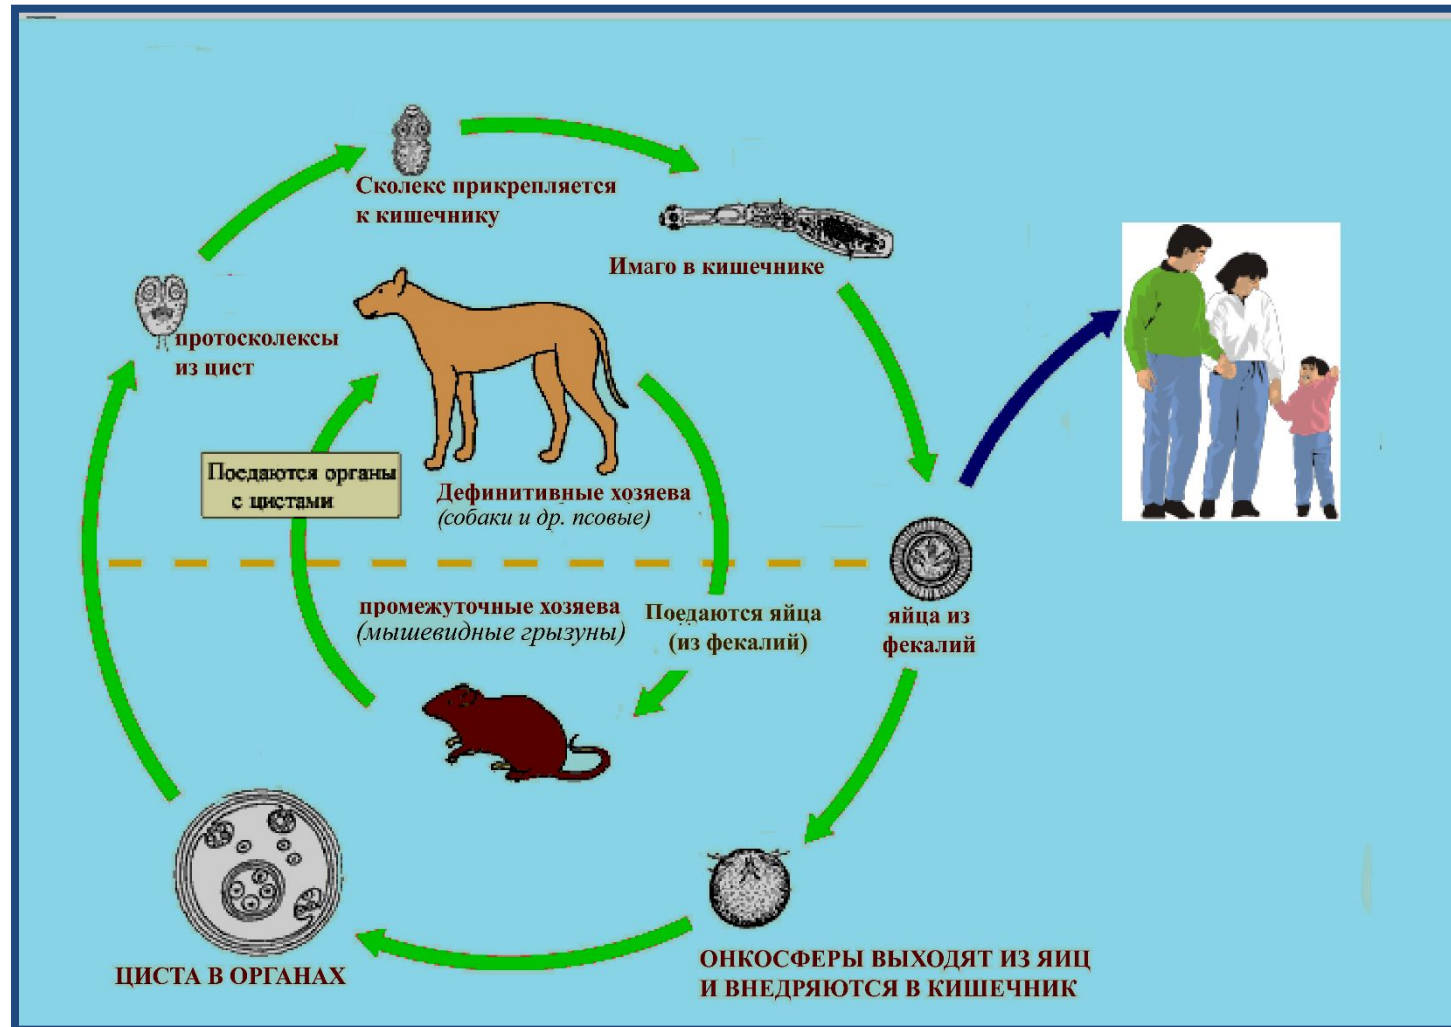 Сколекс прикрепляется
к кишечнику
Имаго в кишечнике
протосколексы
из цист
Поедаются органы
с цистами
Дефинитивные хозяева
(собаки и др. псовые)
промежуточные хозяева
(мышевидные грызуны)
Поедаются яйца
(из фекалий)
яйца из
фекалий
ЦИСТА В ОРГАНАХ
ОНКОСФЕРЫ ВЫХОДЯТ ИЗ ЯИЦ
И ВНЕДРЯЮТСЯ В КИШЕЧНИК